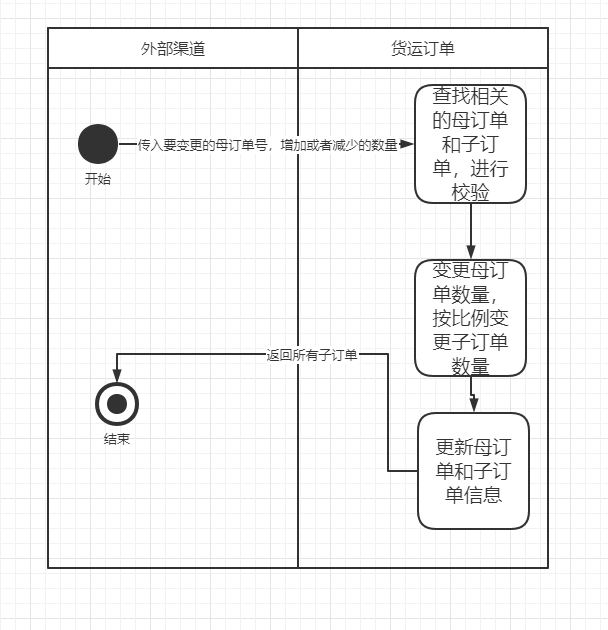 外部渠道
货运订单
开始
传入要变更的母订单号，增加或者减少的数量
查找相关
的母订单
和子订
单，进行
校验
变更母订
单数量，
按比例变
更子订单
数量
更新母订
单和子订
单信息
返回所有子订单
结束